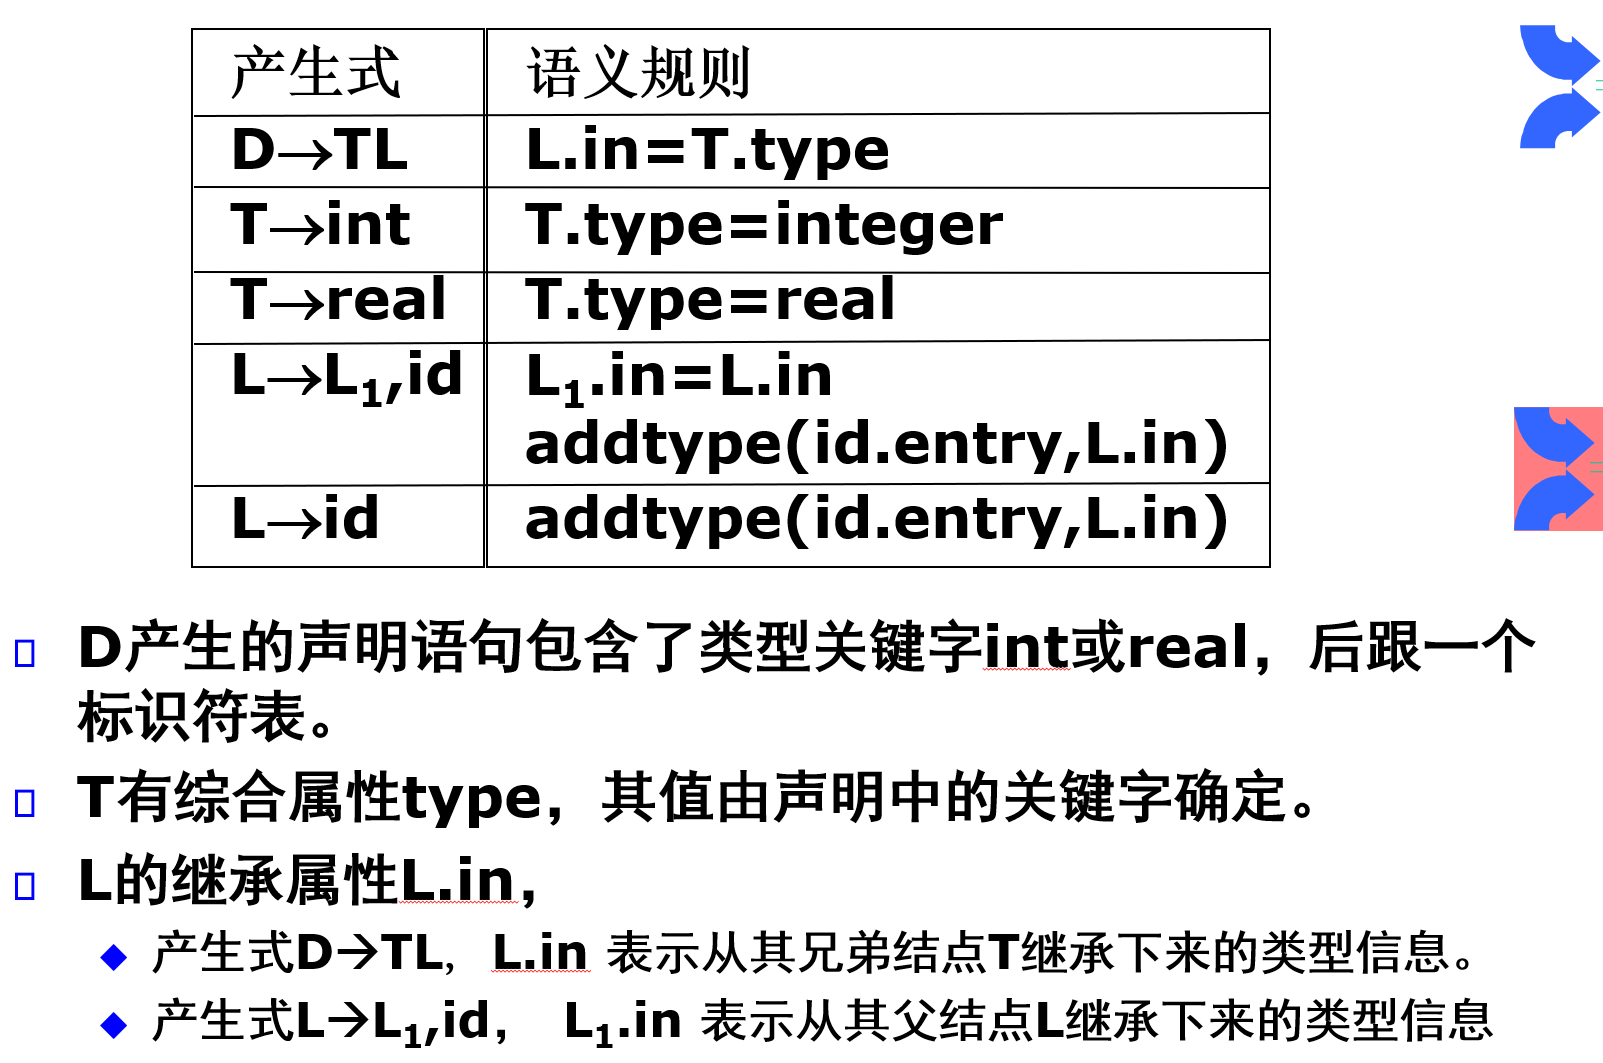 产生式 语义规则
D→TL L.in=T.type
T→int T.type=integer
T→real T.type=real
L→L₁,id L₁.in=L.in
addtype(id.entry,L.in)
L→id addtype(id.entry,L.in)
D产生的声明语句包含了类型关键字int或real，后跟一个
标识符表。
T有综合属性type，其值由声明中的关键字确定。
L的继承属性L.in,
产生式D→TL，L.in 表示从其兄弟结点T继承下来的类型信息。
产生式L→L₁,id， L₁.in 表示从其父结点L继承下来的类型信息